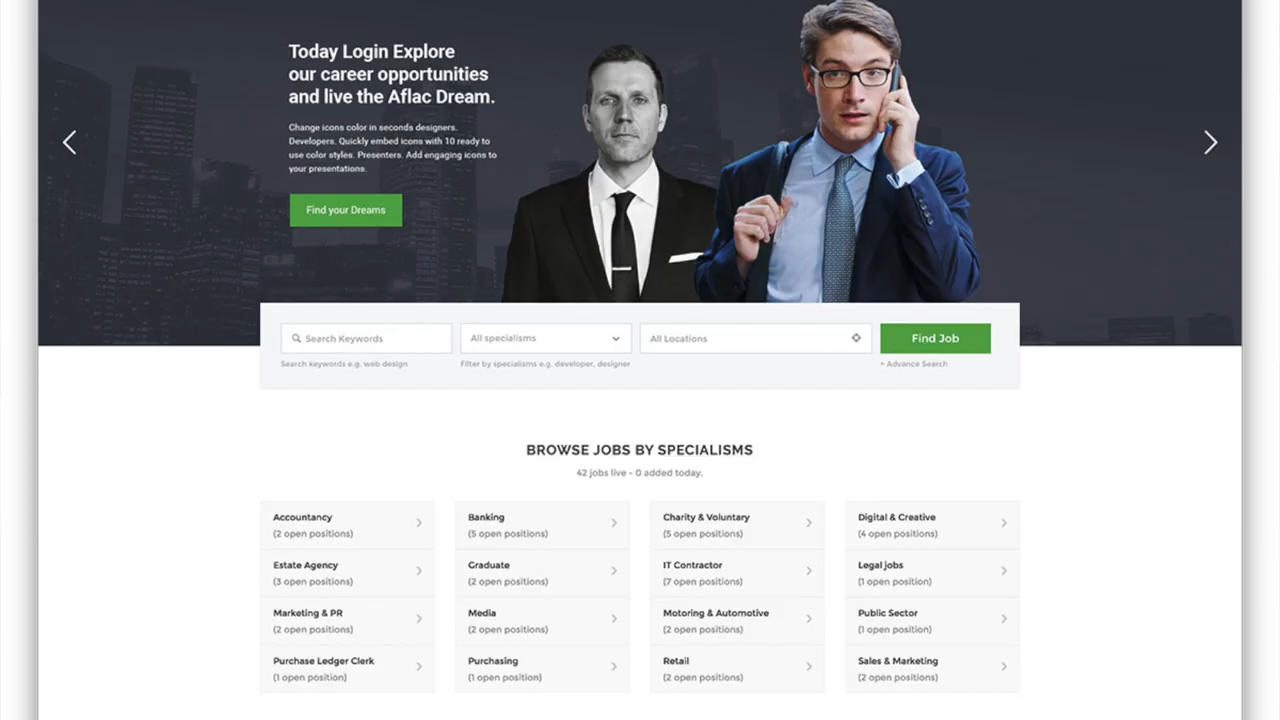 Today Login Explore
our career opportunities
and live the Aflac Dream.
Change icons color in seconds designers.
Developers. Quickly embed icons with 10 ready to
use color styles. Presenters. Add engaging icons to
your presentations.
Find your Dreams
Search Keywords
All specialisms
All Locations
Find Job
Search keywords e.g. web design
Filter by specialisms e.g. developer, designer
+ Advance Search
BROWSE JOBS BY SPECIALISMS
42 jobs live - 0 added today.
Accountancy
(2 open positions)
Banking
(5 open positions)
Charity & Voluntary
(5 open positions)
Digital & Creative
(4 open positions)
Estate Agency
(3 open positions)
Graduate
(2 open positions)
IT Contractor
(7 open positions)
Legal jobs
(1 open position)
Marketing & PR
(2 open positions)
Media
(2 open positions)
Motoring & Automotive
(2 open positions)
Public Sector
(1 open position)
Purchase Ledger Clerk
(1 open position)
Purchasing
(1 open position)
Retail
(2 open positions)
Sales & Marketing
(2 open positions)